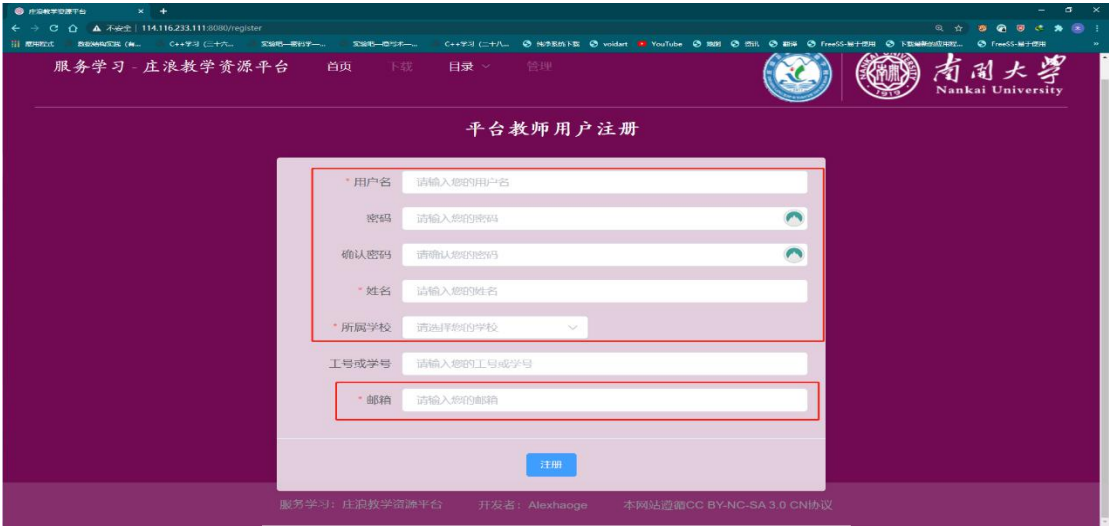 庄浪教学资源平台
不安全 | 114.116.233.111:8080/register
YouTube
voidart
翻译
服务学习 - 庄浪教学资源平台 首页 下载 目录 管理
南开大学
Nankai University
1919
平台教师用户注册
* 用户名 请输入您的用户名
密码 请输入您的密码
确认密码 请确认您的密码
* 姓名 请输入您的姓名
* 所属学校 请选择您的学校
工号或学号 请输入您的工号或学号
* 邮箱 请输入您的邮箱
注册
服务学习：庄浪教学资源平台 开发者：Alexhaoge 本网站遵循CC BY-NC-SA 3.0 CN协议